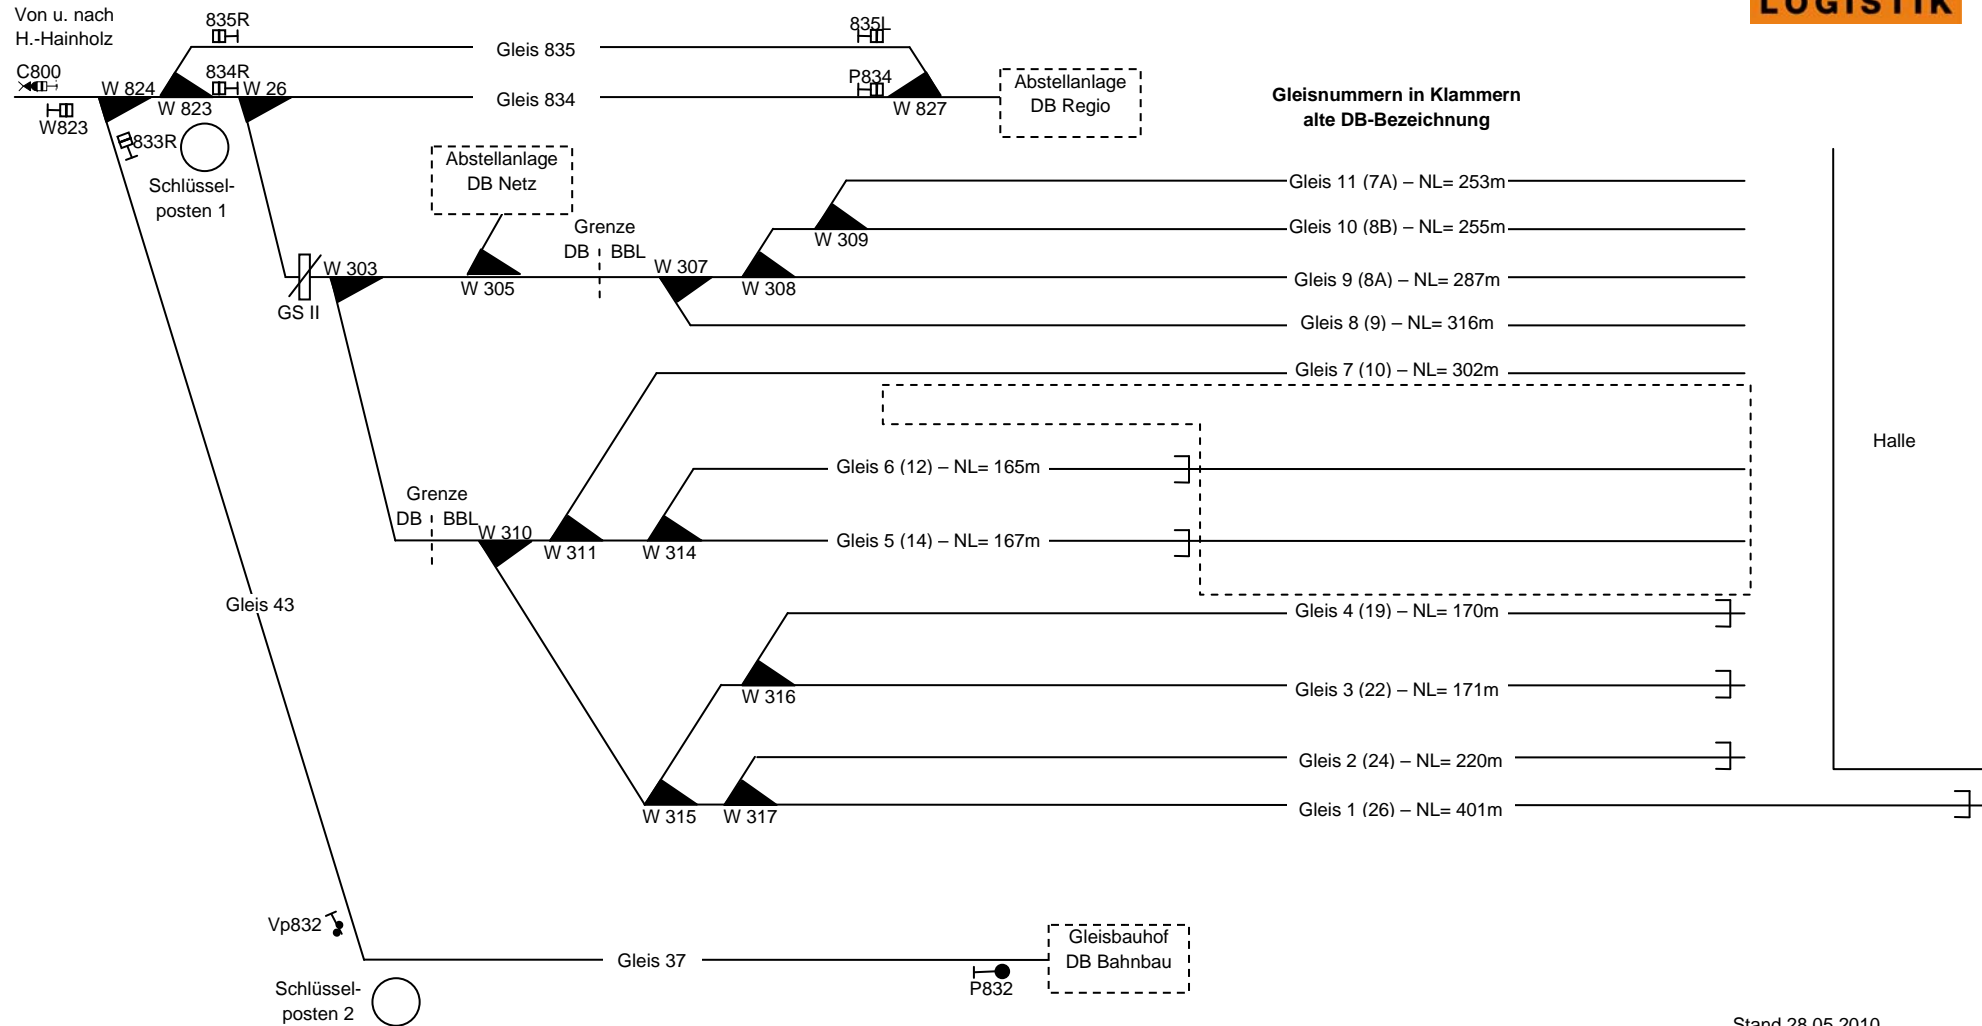 LOGISTIK
Von u. nach
H.-Hainholz
835R
835L
Gleis 835
C800
W 824
834R
W 26
P834
W 823
Gleis 834
W 827
Abstellanlage
DB Regio
Gleisnummern in Klammern
alte DB-Bezeichnung
W823
833R
Schlüssel-
posten 1
Abstellanlage
DB Netz
Gleis 11 (7A) – NL= 253m
Grenze
DB
BBL
W 309
Gleis 10 (8B) – NL= 255m
W 303
W 305
W 307
W 308
Gleis 9 (8A) – NL= 287m
GS II
Gleis 8 (9) – NL= 316m
Gleis 7 (10) – NL= 302m
Halle
Gleis 6 (12) – NL= 165m
Grenze
DB
BBL
W 310
W 311
W 314
Gleis 5 (14) – NL= 167m
Gleis 43
Gleis 4 (19) – NL= 170m
W 316
Gleis 3 (22) – NL= 171m
Gleis 2 (24) – NL= 220m
W 315
W 317
Gleis 1 (26) – NL= 401m
Vp832
Gleis 37
Gleisbauhof
DB Bahnbau
P832
Schlüssel-
posten 2
Stand 28.05.2010